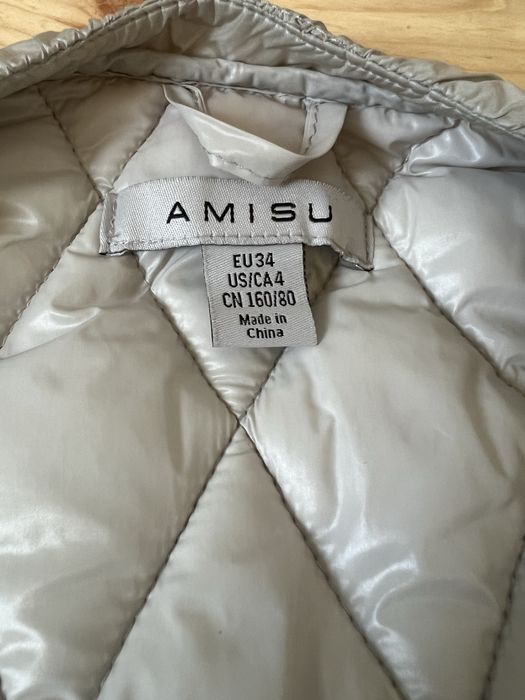 AMISU
EU34
US/CA4
CN 160/80
Made in
China